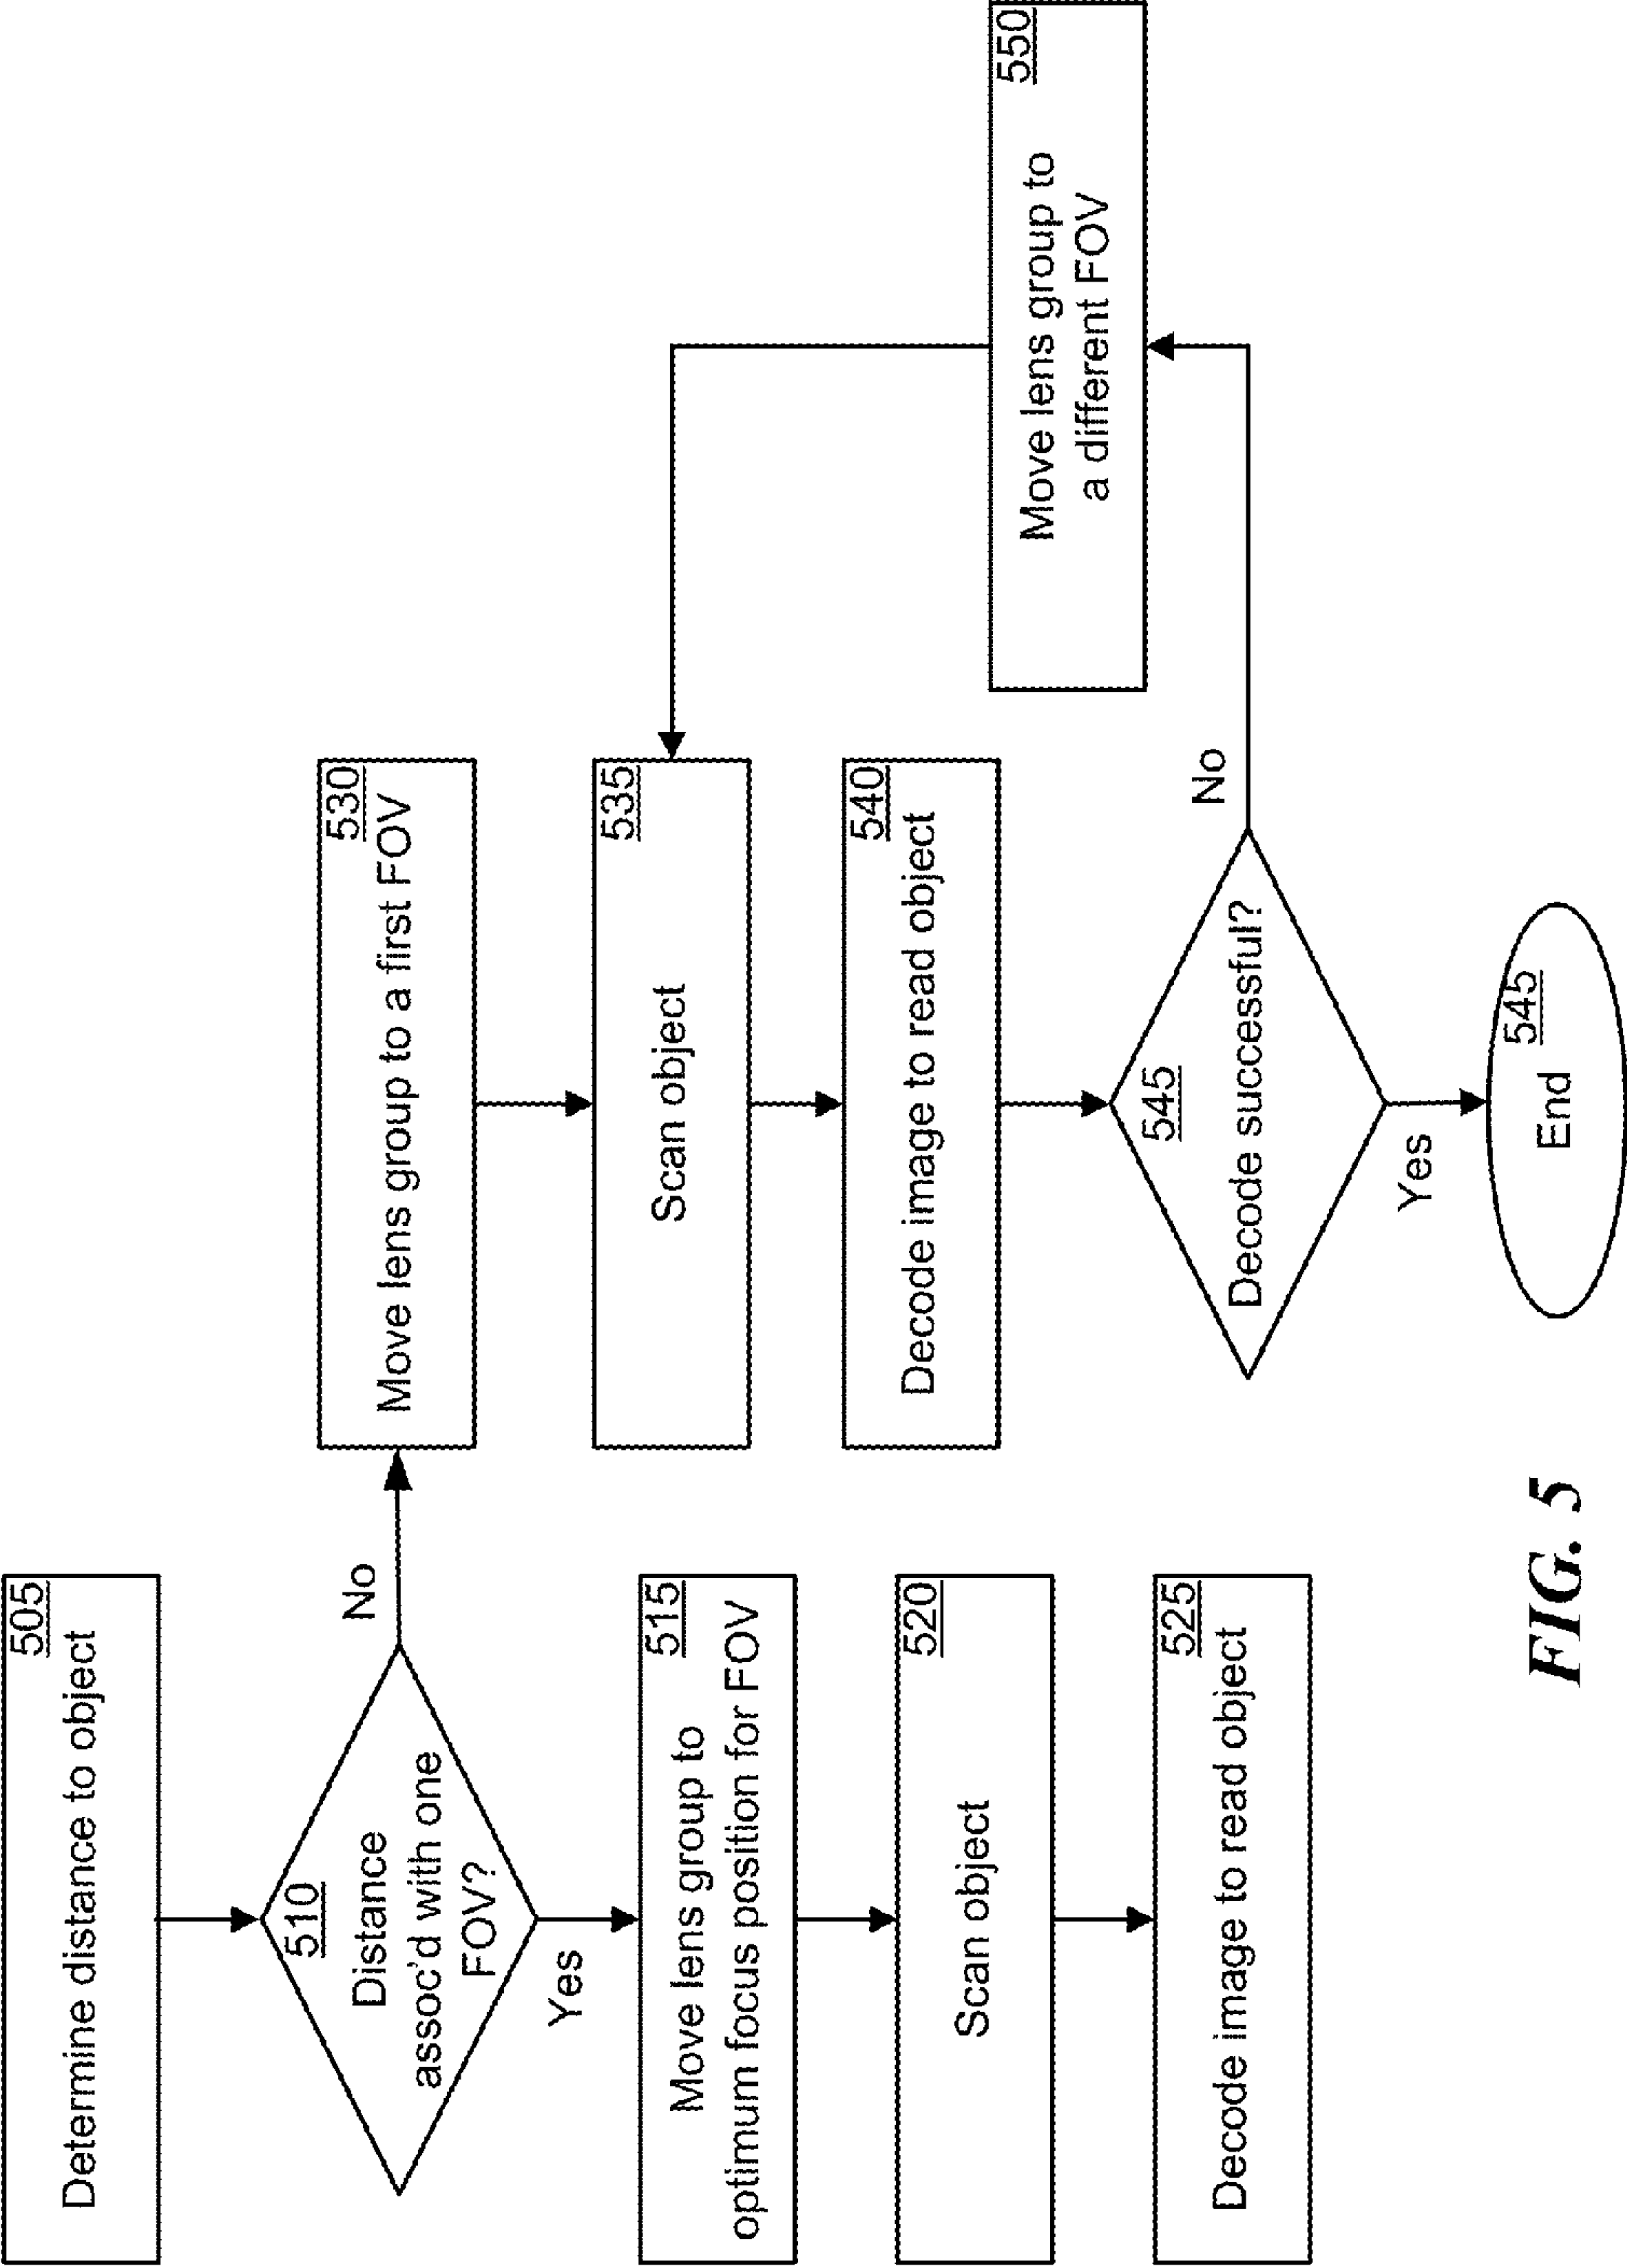 505
Determine distance to object
510
Distance
assoc'd with one
FOV?
No
Yes
515
Move lens group to
optimum focus position for FOV
520
Scan object
525
Decode image to read object
530
Move lens group to a first FOV
535
Scan object
540
Decode image to read object
545
Decode successful?
No
Yes
545
End
550
Move lens group to
a different FOV
FIG. 5